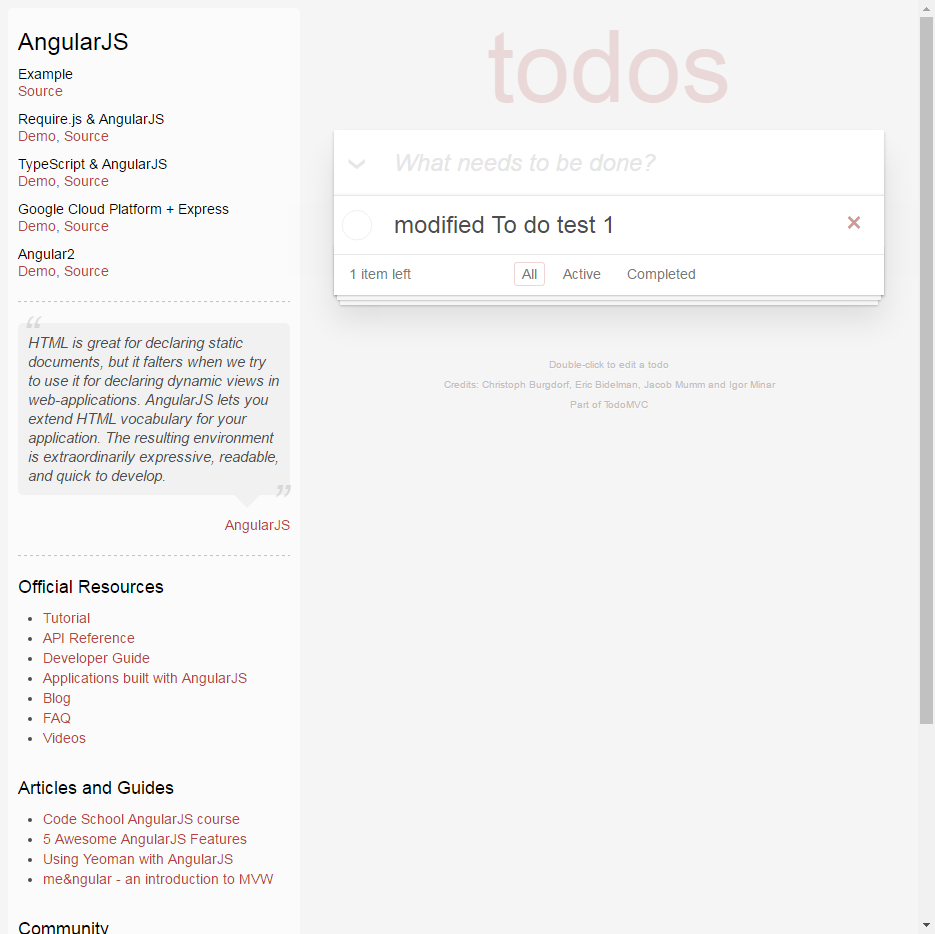 AngularJS
Example
Source
Require.js & AngularJS
Demo, Source
TypeScript & AngularJS
Demo, Source
Google Cloud Platform + Express
Demo, Source
Angular2
Demo, Source
“
HTML is great for declaring static
documents, but it falters when we try
to use it for declaring dynamic views in
web-applications. AngularJS lets you
extend HTML vocabulary for your
application. The resulting environment
is extraordinarily expressive, readable,
and quick to develop.
”
AngularJS
Official Resources
• Tutorial
• API Reference
• Developer Guide
• Applications built with AngularJS
• Blog
• FAQ
• Videos
Articles and Guides
• Code School AngularJS course
• 5 Awesome AngularJS Features
• Using Yeoman with AngularJS
• me&ngular - an introduction to MVW
Community
todos
What needs to be done?
modified To do test 1 ×
1 item left All Active Completed
Double-click to edit a todo
Credits: Christoph Burgdorf, Eric Bidelman, Jacob Mumm and Igor Minar
Part of TodoMVC